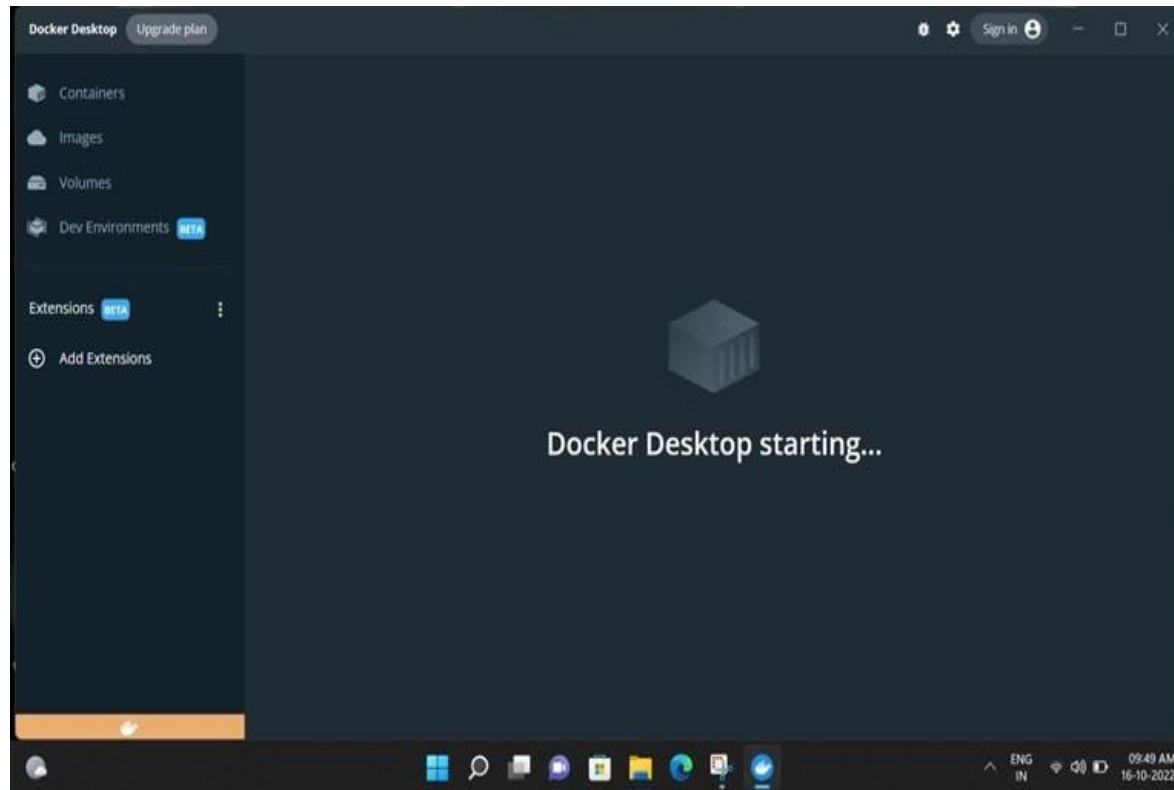 Docker Desktop Upgrade plan Sign in
Containers
Images
Volumes
Dev Environments BETA
Extensions BETA
Add Extensions
Docker Desktop starting...
ENG
IN
09:49 AM
16-10-2022